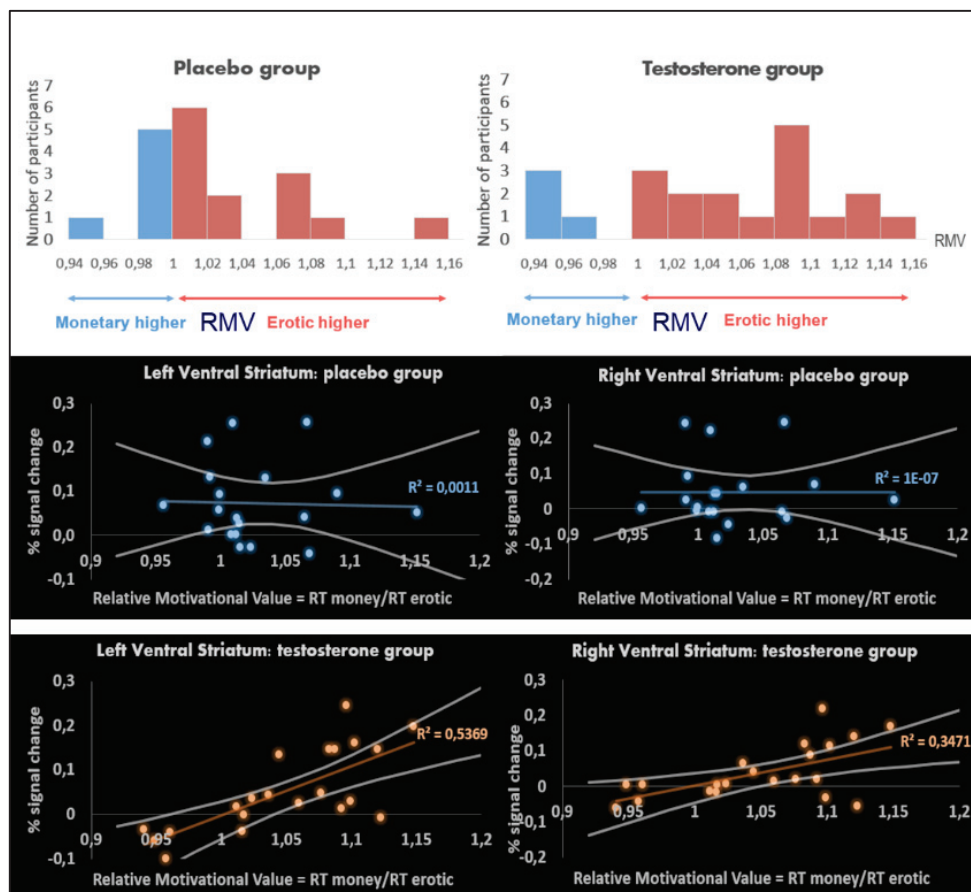 Placebo group
Number of participants
7
6
5
4
3
2
1
0
0,94 0,96 0,98 1 1,02 1,04 1,06 1,08 1,1 1,12 1,14 1,16
Monetary higher RMV Erotic higher
Testosterone group
Number of participants
7
6
5
4
3
2
1
0
0,94 0,96 0,98 1 1,02 1,04 1,06 1,08 1,1 1,12 1,14 1,16
RMV
Monetary higher RMV Erotic higher
Left Ventral Striatum: placebo group
% signal change
0,3
0,2
0,1
0,0
-0,1
0,9 0,95 1 1,05 1,1 1,15 1,2
R² = 0,0011
Relative Motivational Value = RT money/RT erotic
Right Ventral Striatum: placebo group
% signal change
0,3
0,2
0,1
0
-0,1
-0,2
0,9 0,95 1 1,05 1,1 1,15 1,2
R² = 1E-07
Relative Motivational Value = RT money/RT erotic
Left Ventral Striatum: testosterone group
% signal change
0,3
0,2
0,1
0,0
-0,1
0,9 0,95 1 1,05 1,1 1,15 1,2
R² = 0,5369
Relative Motivational Value = RT money/RT erotic
Right Ventral Striatum: testosterone group
% signal change
0,3
0,2
0,1
0
-0,1
-0,2
0,9 0,95 1 1,05 1,1 1,15 1,2
R² = 0,3471
Relative Motivational Value = RT money/RT erotic